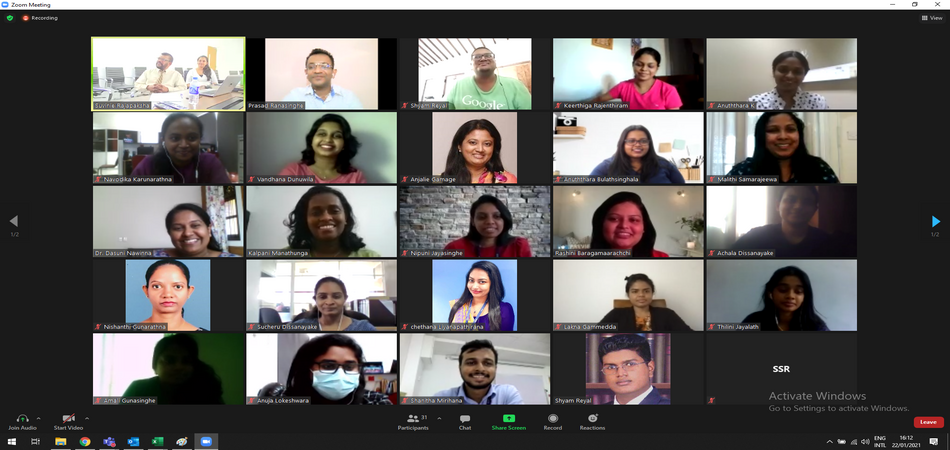 Zoom Meeting
Recording
View
Suvinie Rajapaksha
Prasad Ranasinghe
Shyam Reyal
Google
Keerthiga Rajenthiram
Anuththara K
Navodika Karunarathna
Vandhana Dunuwila
Anjalie Gamage
Anuththara Bulathsinghala
Malithi Samarajeewa
Dr. Dasuni Nawinna
Kalpani Manathunga
Nipuni Jayasinghe
Rashini Baragamaarachchi
Achala Dissanayake
1/2
1/2
Nishanthi Gunarathna
Sucheru Dissanayake
chethana Liyanapathirana
Lakna Gammedda
Thilini Jayalath
Amali Gunasinghe
Anuja Lokeshwara
Shanitha Mirihana
Shyam Reyal
SSR
Activate Windows
Go to Settings to activate Windows.
Join Audio
Start Video
Participants
31
Chat
Share Screen
Record
Reactions
Leave
ENG
INTL
16:12
22/01/2021